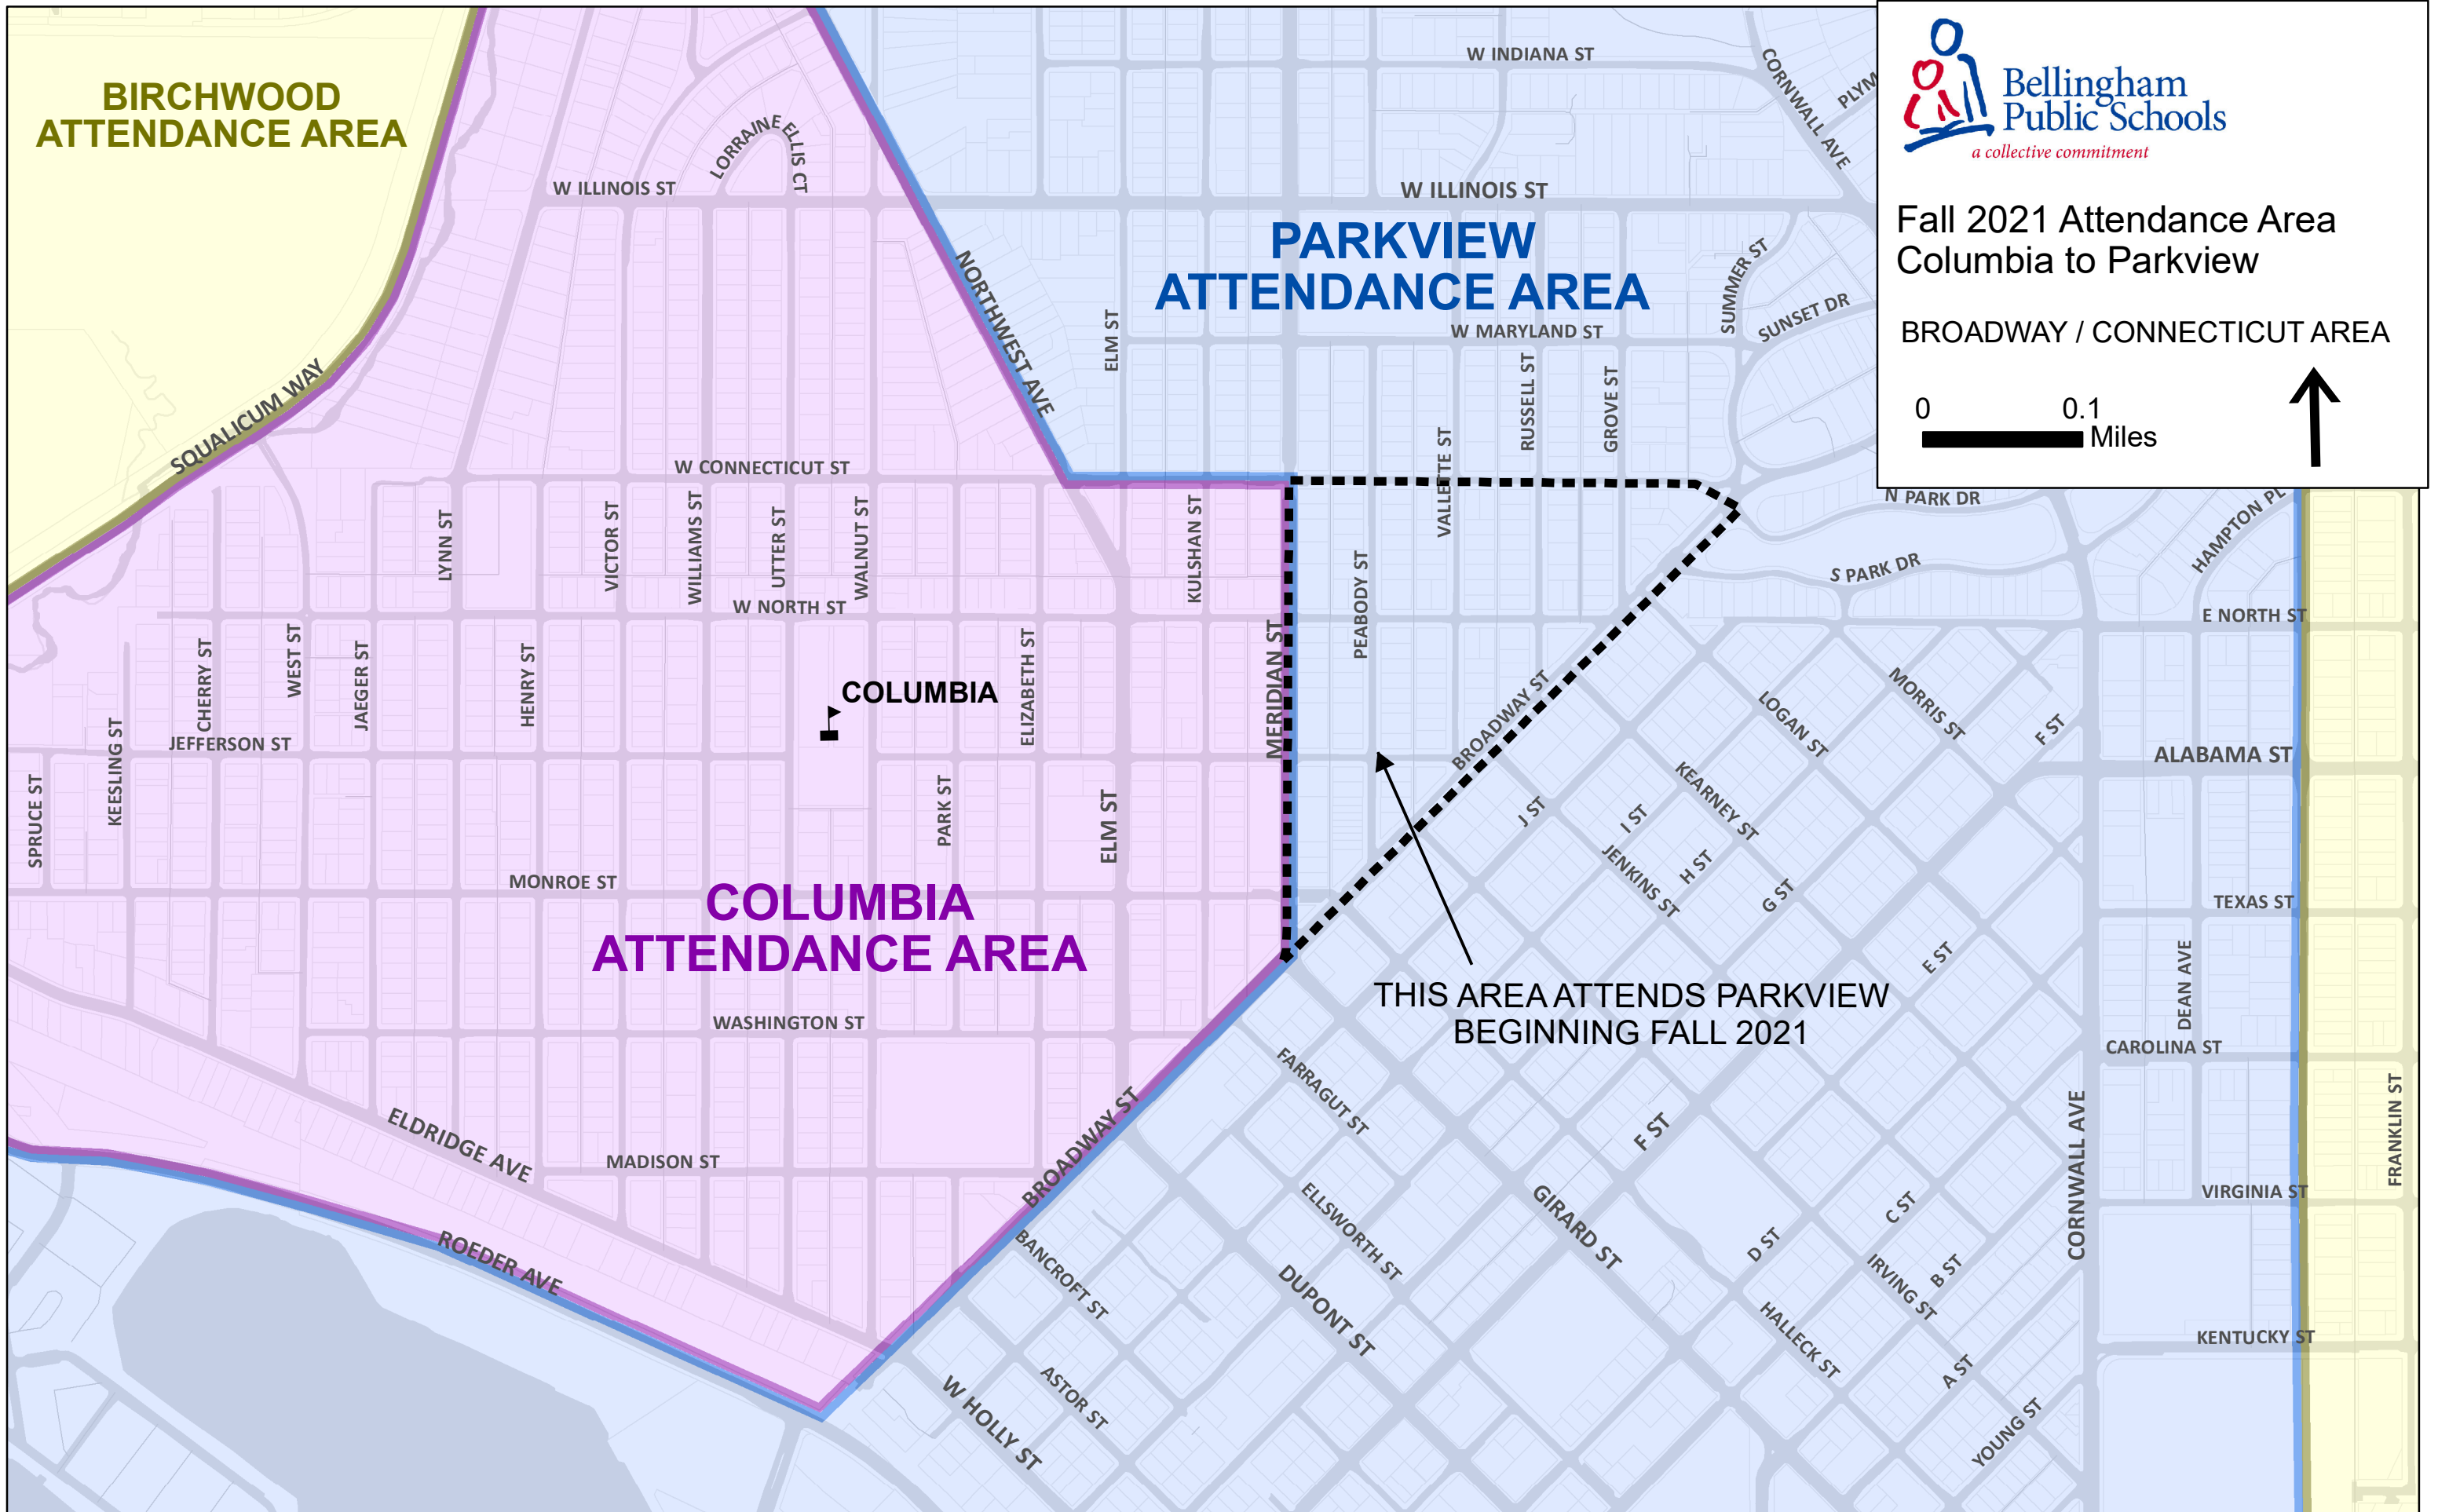 BIRCHWOOD
ATTENDANCE AREA
W INDIANA ST
CORNWALL AVE
LORRAINE
ELLIS CT
W ILLINOIS ST
W ILLINOIS ST
PARKVIEW
ATTENDANCE AREA
Bellingham
Public Schools
a collective commitment
Fall 2021 Attendance Area
Columbia to Parkview
BROADWAY / CONNECTICUT AREA
0 0.1
Miles
NORTHWEST AVE
ELM ST
W MARYLAND ST
SUMMER ST
SUNSET DR
RUSSELL ST
GROVE ST
VALLETTE ST
SQUALICUM WAY
W CONNECTICUT ST
N PARK DR
HAMPTON PL
S PARK DR
LYNN ST
VICTOR ST
WILLIAMS ST
UTTER ST
WALNUT ST
KULSHAN ST
PEABODY ST
W NORTH ST
E NORTH ST
CHERRY ST
WEST ST
JAEGER ST
HENRY ST
COLUMBIA
ELIZABETH ST
MERIDIAN ST
BROADWAY ST
LOGAN ST
MORRIS ST
F ST
KEESLING ST
JEFFERSON ST
ALABAMA ST
SPRUCE ST
PARK ST
ELM ST
J ST
I ST
KEARNEY ST
JENKINS ST
H ST
G ST
MONROE ST
TEXAS ST
COLUMBIA
ATTENDANCE AREA
E ST
DEAN AVE
THIS AREA ATTENDS PARKVIEW
BEGINNING FALL 2021
WASHINGTON ST
CAROLINA ST
FARRAGUT ST
F ST
FRANKLIN ST
CORNWALL AVE
ELDRIDGE AVE
MADISON ST
BROADWAY ST
ELLSWORTH ST
GIRARD ST
C ST
VIRGINIA ST
D ST
ROEDER AVE
BANCROFT ST
DUPONT ST
IRVING ST
B ST
HALLECK ST
KENTUCKY ST
A ST
W HOLLY ST
ASTOR ST
YOUNG ST
PLYM